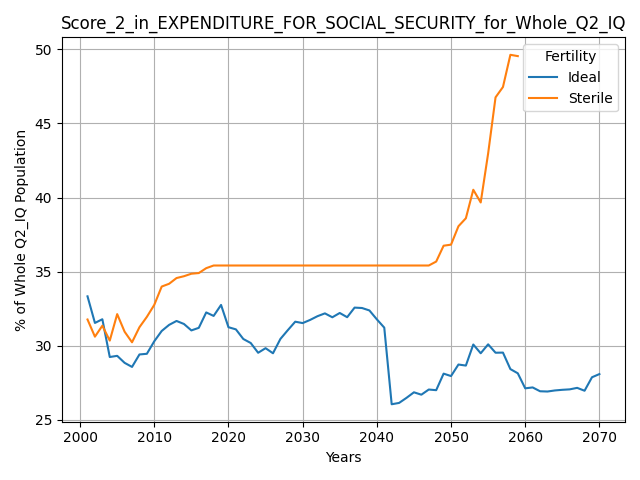 Score_2_in_EXPENDITURE_FOR_SOCIAL_SECURITY_for_Whole_Q2_IQ
Fertility
Ideal
Sterile
50
45
40
35
30
25
% of Whole Q2_IQ Population
2000 2010 2020 2030 2040 2050 2060 2070
Years